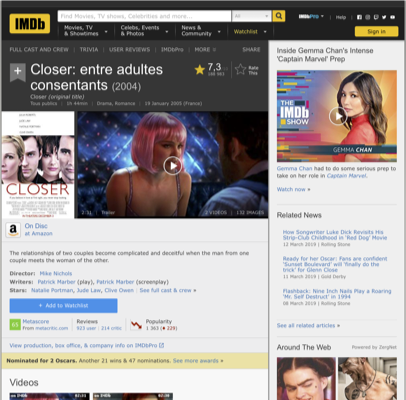 IMDb
Find Movies, TV shows, Celebrities and more...
All
Movies, TV & Showtimes
Celebs, Events & Photos
News & Community
Watchlist
IMDbPro
Help
Sign in
FULL CAST AND CREW | TRIVIA | USER REVIEWS | IMDbPro | MORE
SHARE
Closer: entre adultes consentants (2004)
Closer (original title)
Tous publics | 1h 44min | Drama, Romance | 19 January 2005 (France)
7,3
Rate This
CLOSER
2:31 | Trailer
2 VIDEOS | 132 IMAGES
On Disc
at Amazon
The relationships of two couples become complicated and deceitful when the man from one
couple meets the woman of the other.
Director: Mike Nichols
Writers: Patrick Marber (play), Patrick Marber (screenplay)
Stars: Natalie Portman, Jude Law, Clive Owen | See full cast & crew »
+ Add to Watchlist
Metascore
From metacritic.com
Reviews
923 user | 214 critic
Popularity
1 363 ( 229)
View production, box office, & company info on IMDbPro
Nominated for 2 Oscars. Another 21 wins & 47 nominations. See more awards »
Videos
Inside Gemma Chan's Intense
'Captain Marvel' Prep
THE
IMDb
SHOW
GEMMA CHAN
Gemma Chan had to do some serious prep to
take on her role in Captain Marvel.
Watch now »
Related News
How Songwriter Luke Dick Revisits His
Strip-Club Childhood in 'Red Dog' Movie
12 March 2019 | Rolling Stone
Ready for her Oscar: Fans are confident
'Sunset Boulevard' will 'finally do the
trick' for Glenn Close
11 March 2019 | Gold Derby
Flashback: Nine Inch Nails Play a Roaring
'Mr. Self Destruct' in 1994
08 March 2019 | Rolling Stone
See all related articles »
Around The Web
Powered by ZergNet